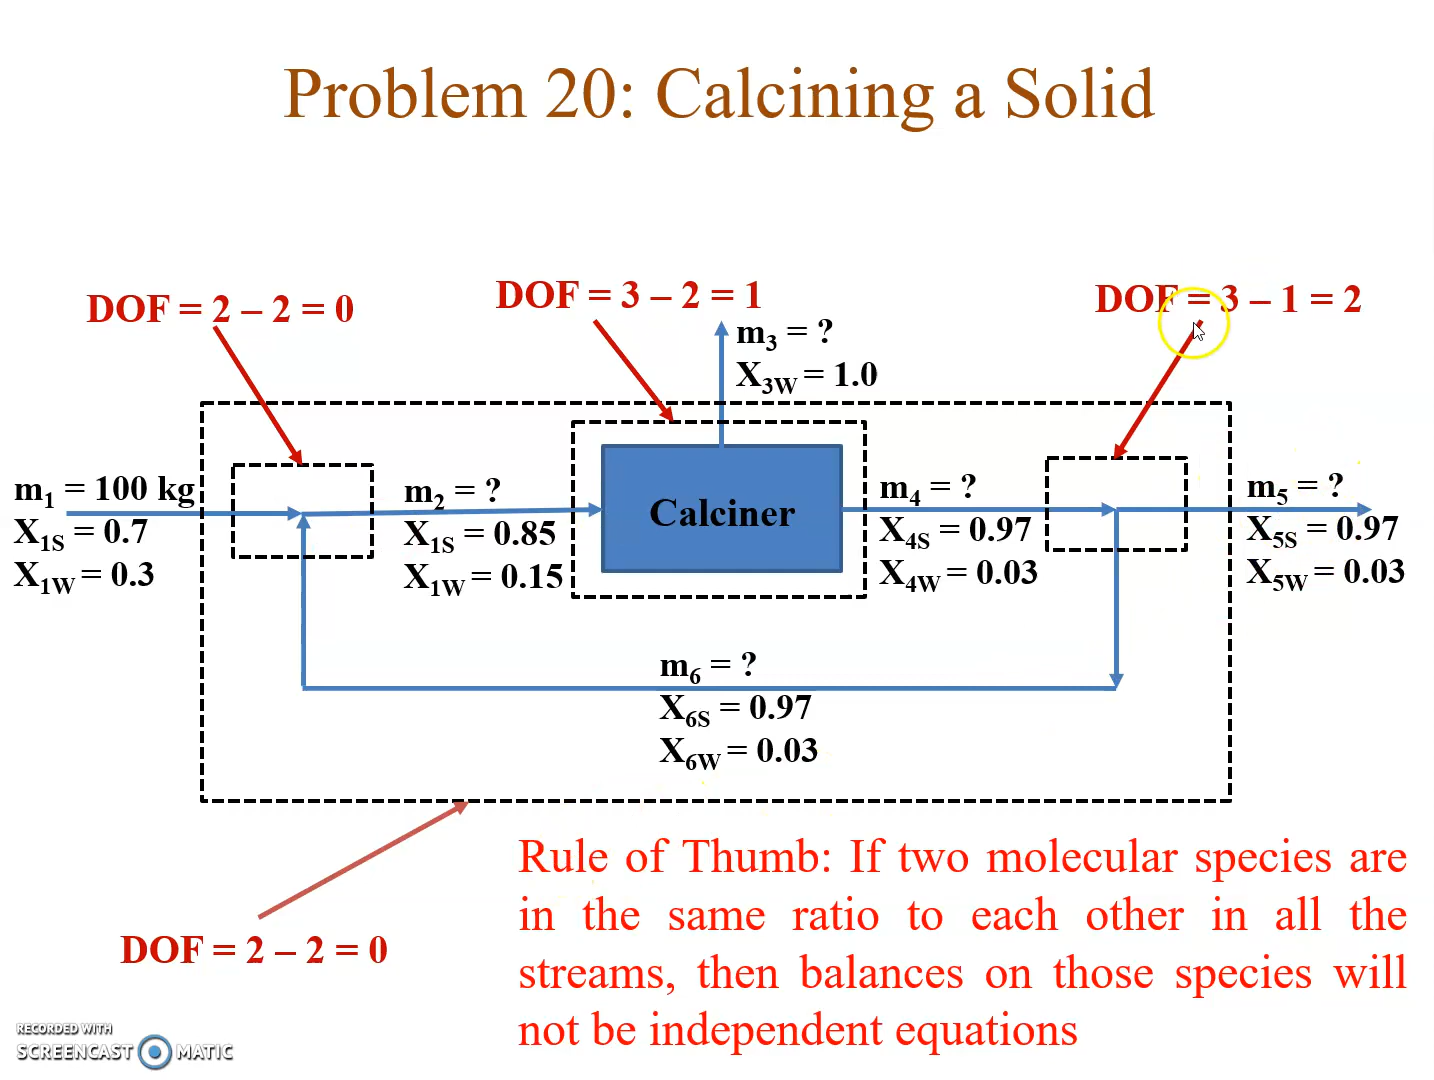 Problem 20: Calcining a Solid
DOF = 2 – 2 = 0
DOF = 3 – 2 = 1
DOF = 3 – 1 = 2
m3 = ?
X3W = 1.0
m1 = 100 kg
X1S = 0.7
X1W = 0.3
m2 = ?
X1S = 0.85
X1W = 0.15
Calciner
m4 = ?
X4S = 0.97
X4W = 0.03
m5 = ?
X5S = 0.97
X5W = 0.03
m6 = ?
X6S = 0.97
X6W = 0.03
DOF = 2 – 2 = 0
Rule of Thumb: If two molecular species are
in the same ratio to each other in all the
streams, then balances on those species will
not be independent equations
RECORDED WITH
SCREENCAST MATIC